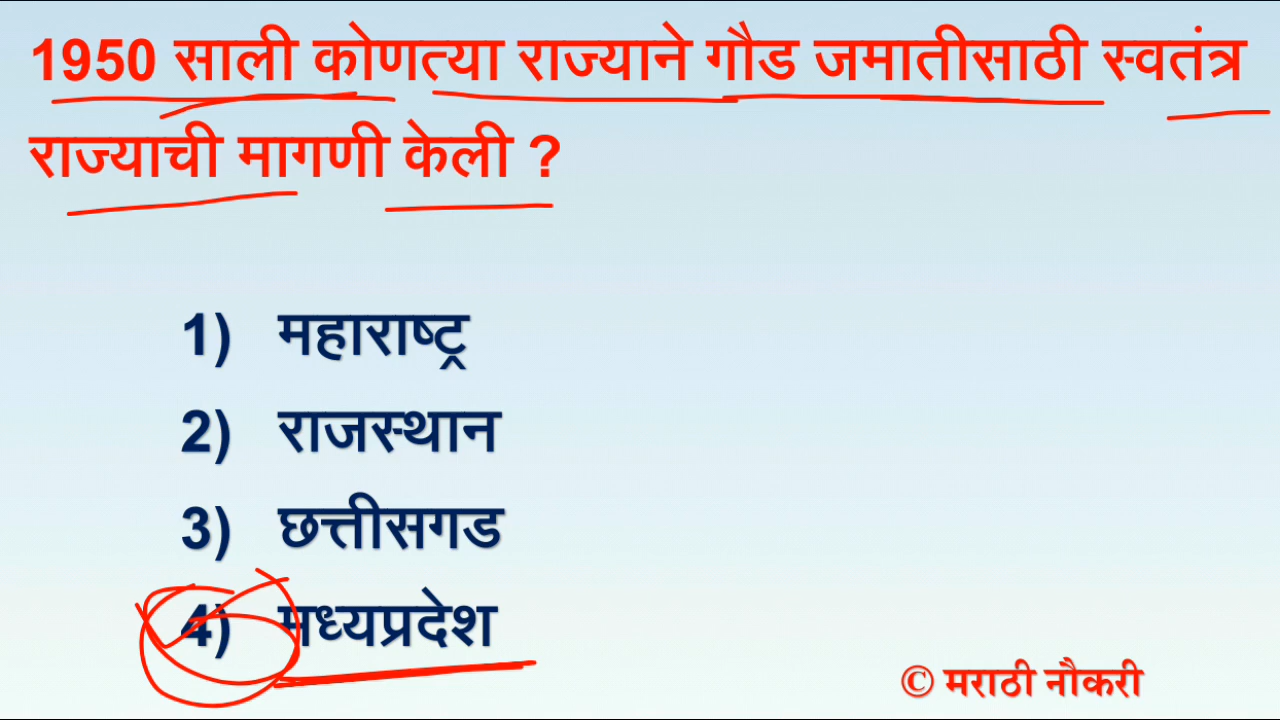 1950 साली कोणत्या राज्याने गौड जमातीसाठी स्वतंत्र
राज्याची मागणी केली ?
1) महाराष्ट्र
2) राजस्थान
3) छत्तीसगड
4) मध्यप्रदेश
© मराठी नौकरी